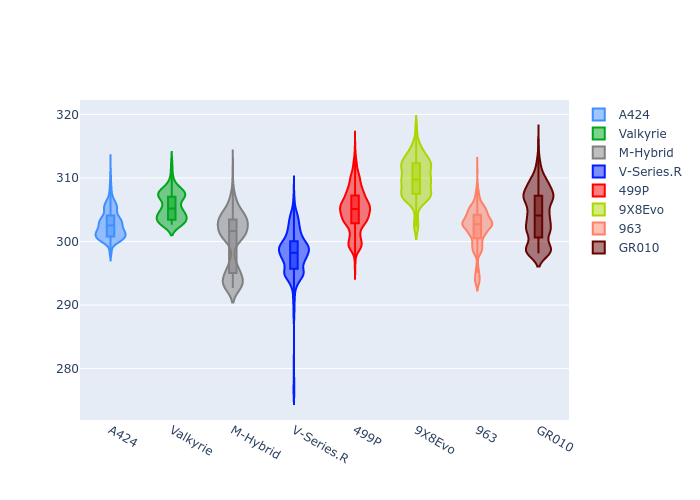 320
310
300
290
280
A424
Valkyrie
M-Hybrid
V-Series.R
499P
9X8Evo
963
GR010
A424
Valkyrie
M-Hybrid
V-Series.R
499P
9X8Evo
963
GR010